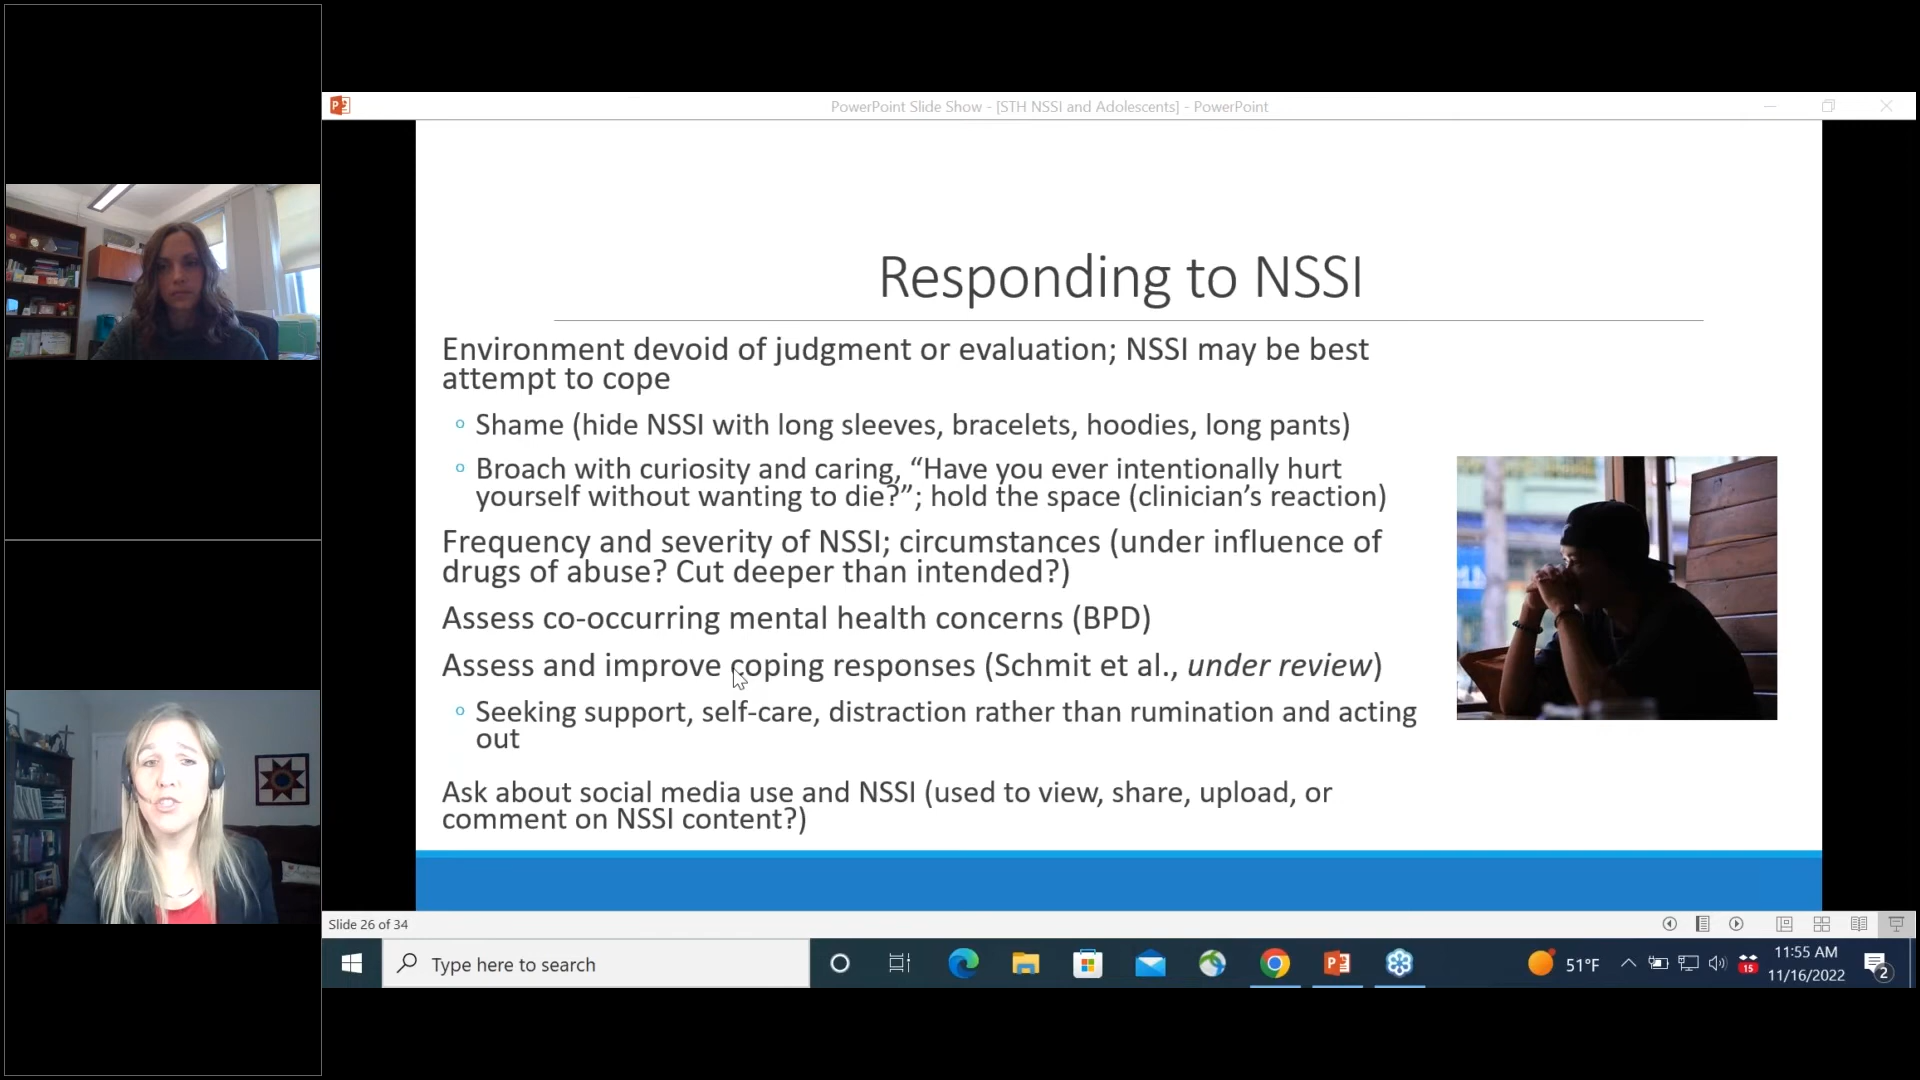 PowerPoint Slide Show - [STH NSSI and Adolescents] - PowerPoint
Responding to NSSI
Environment devoid of judgment or evaluation; NSSI may be best
attempt to cope
Shame (hide NSSI with long sleeves, bracelets, hoodies, long pants)
Broach with curiosity and caring, “Have you ever intentionally hurt
yourself without wanting to die?”; hold the space (clinician’s reaction)
Frequency and severity of NSSI; circumstances (under influence of
drugs of abuse? Cut deeper than intended?)
Assess co-occurring mental health concerns (BPD)
Assess and improve coping responses (Schmit et al., under review)
Seeking support, self-care, distraction rather than rumination and acting
out
Ask about social media use and NSSI (used to view, share, upload, or
comment on NSSI content?)
Slide 26 of 34
Type here to search
51°F
15
11:55 AM
11/16/2022
2